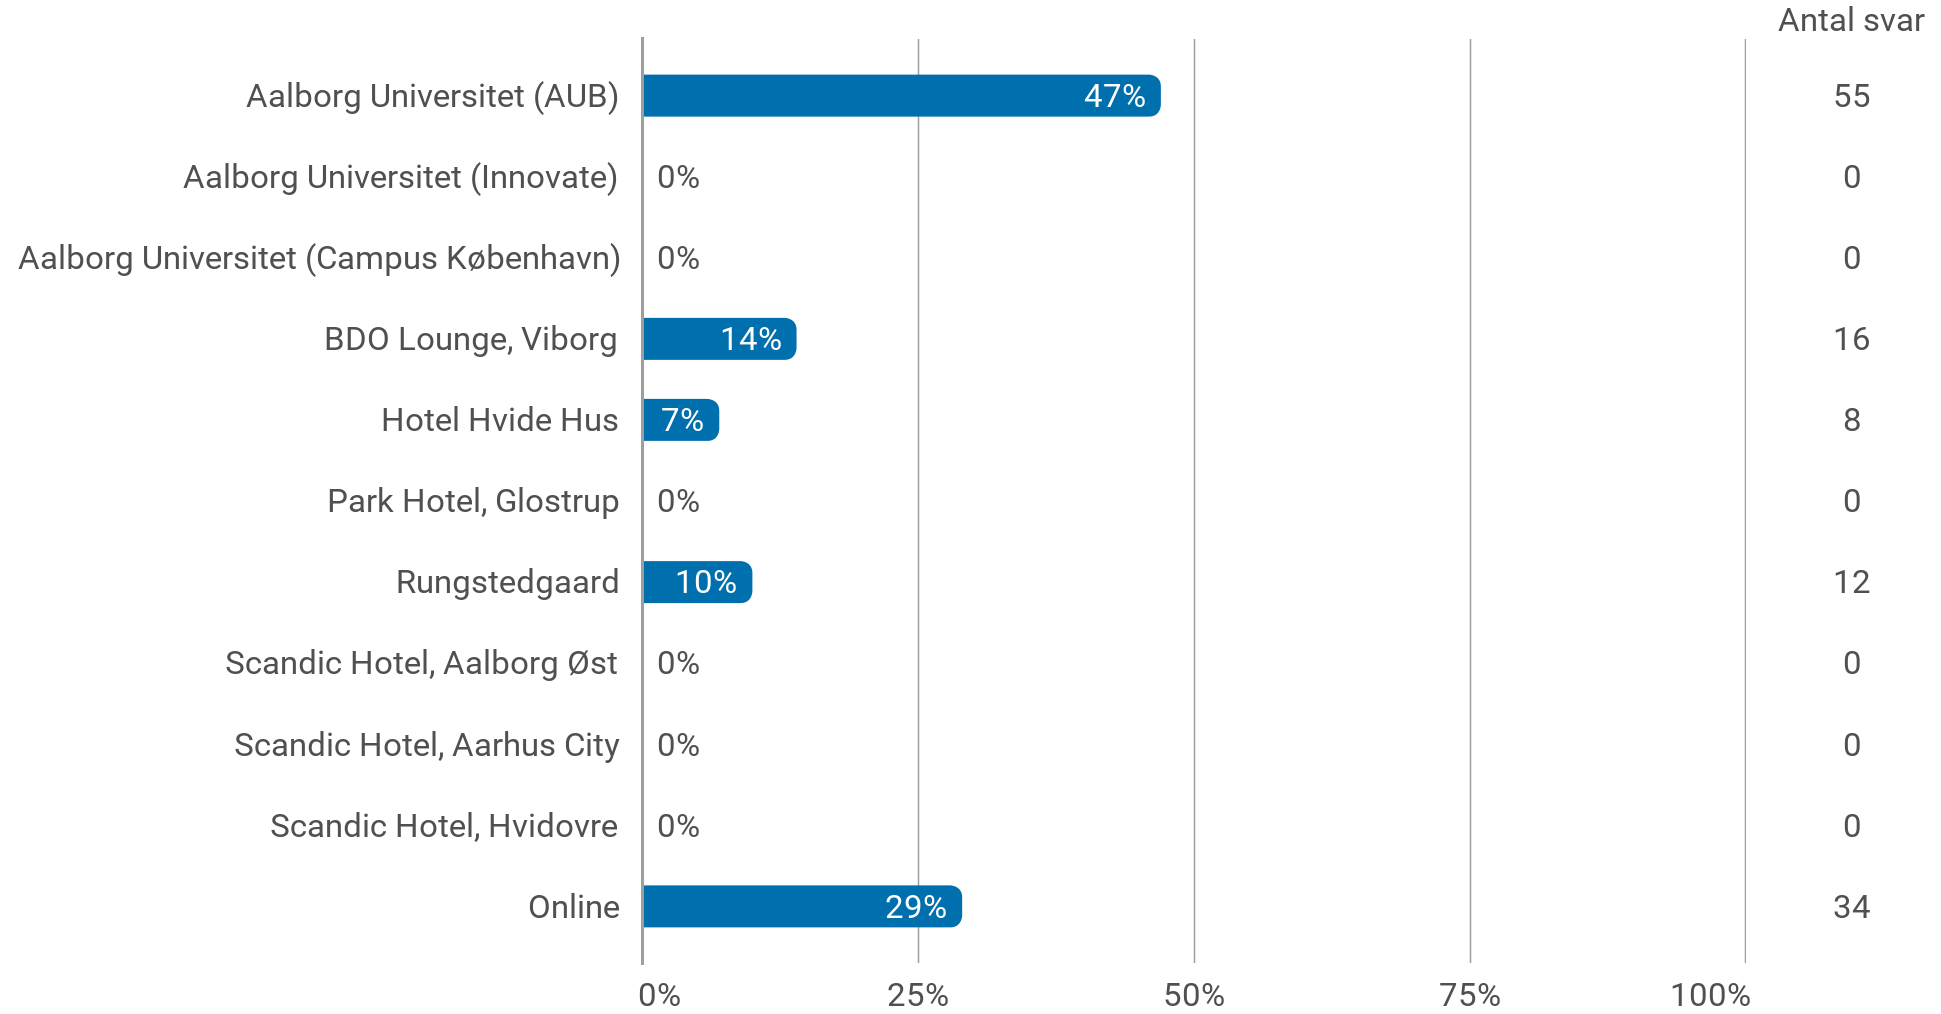 Antal svar
Aalborg Universitet (AUB) 47% 55
Aalborg Universitet (Innovate) 0% 0
Aalborg Universitet (Campus København) 0% 0
BDO Lounge, Viborg 14% 16
Hotel Hvide Hus 7% 8
Park Hotel, Glostrup 0% 0
Rungstedgaard 10% 12
Scandic Hotel, Aalborg Øst 0% 0
Scandic Hotel, Aarhus City 0% 0
Scandic Hotel, Hvidovre 0% 0
Online 29% 34
0% 25% 50% 75% 100%